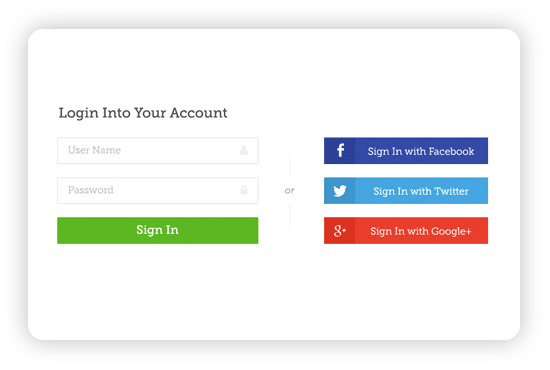 Login Into Your Account
User Name
Password
Sign In
or
f Sign In with Facebook
Sign In with Twitter
g+ Sign In with Google+